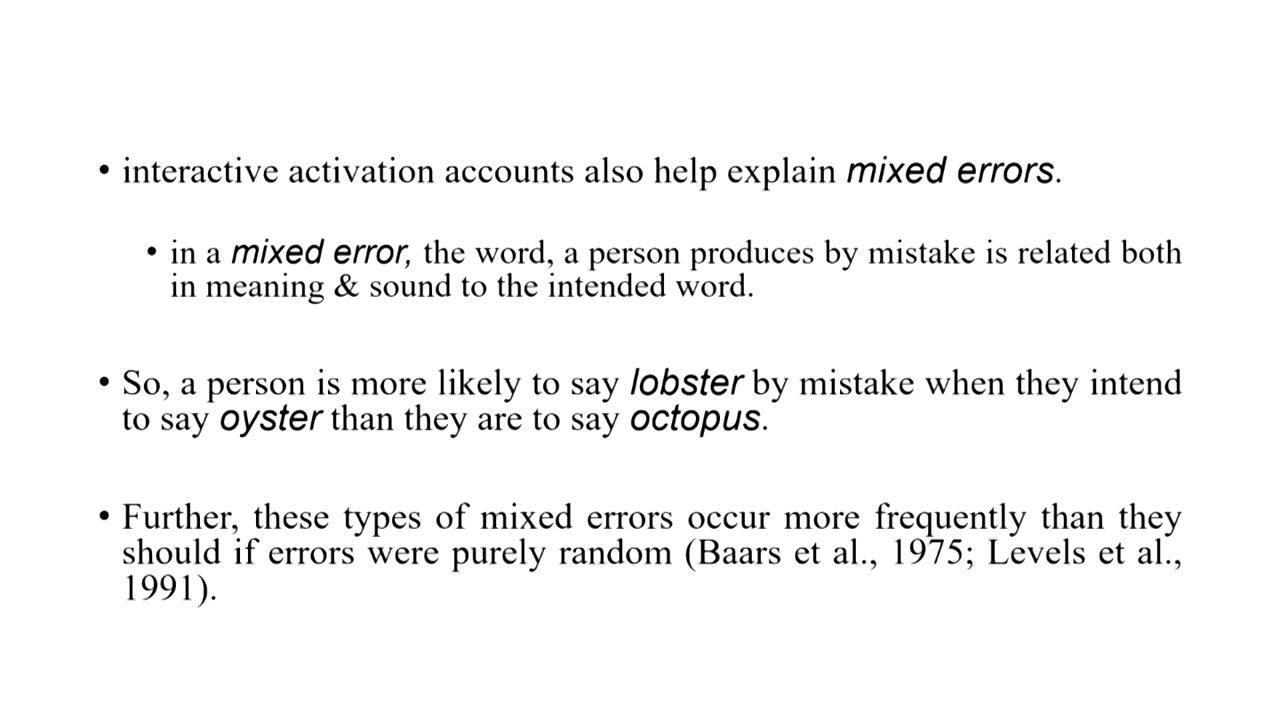 • interactive activation accounts also help explain mixed errors.
• in a mixed error, the word, a person produces by mistake is related both
in meaning & sound to the intended word.
• So, a person is more likely to say lobster by mistake when they intend
to say oyster than they are to say octopus.
• Further, these types of mixed errors occur more frequently than they
should if errors were purely random (Baars et al., 1975; Levels et al.,
1991).